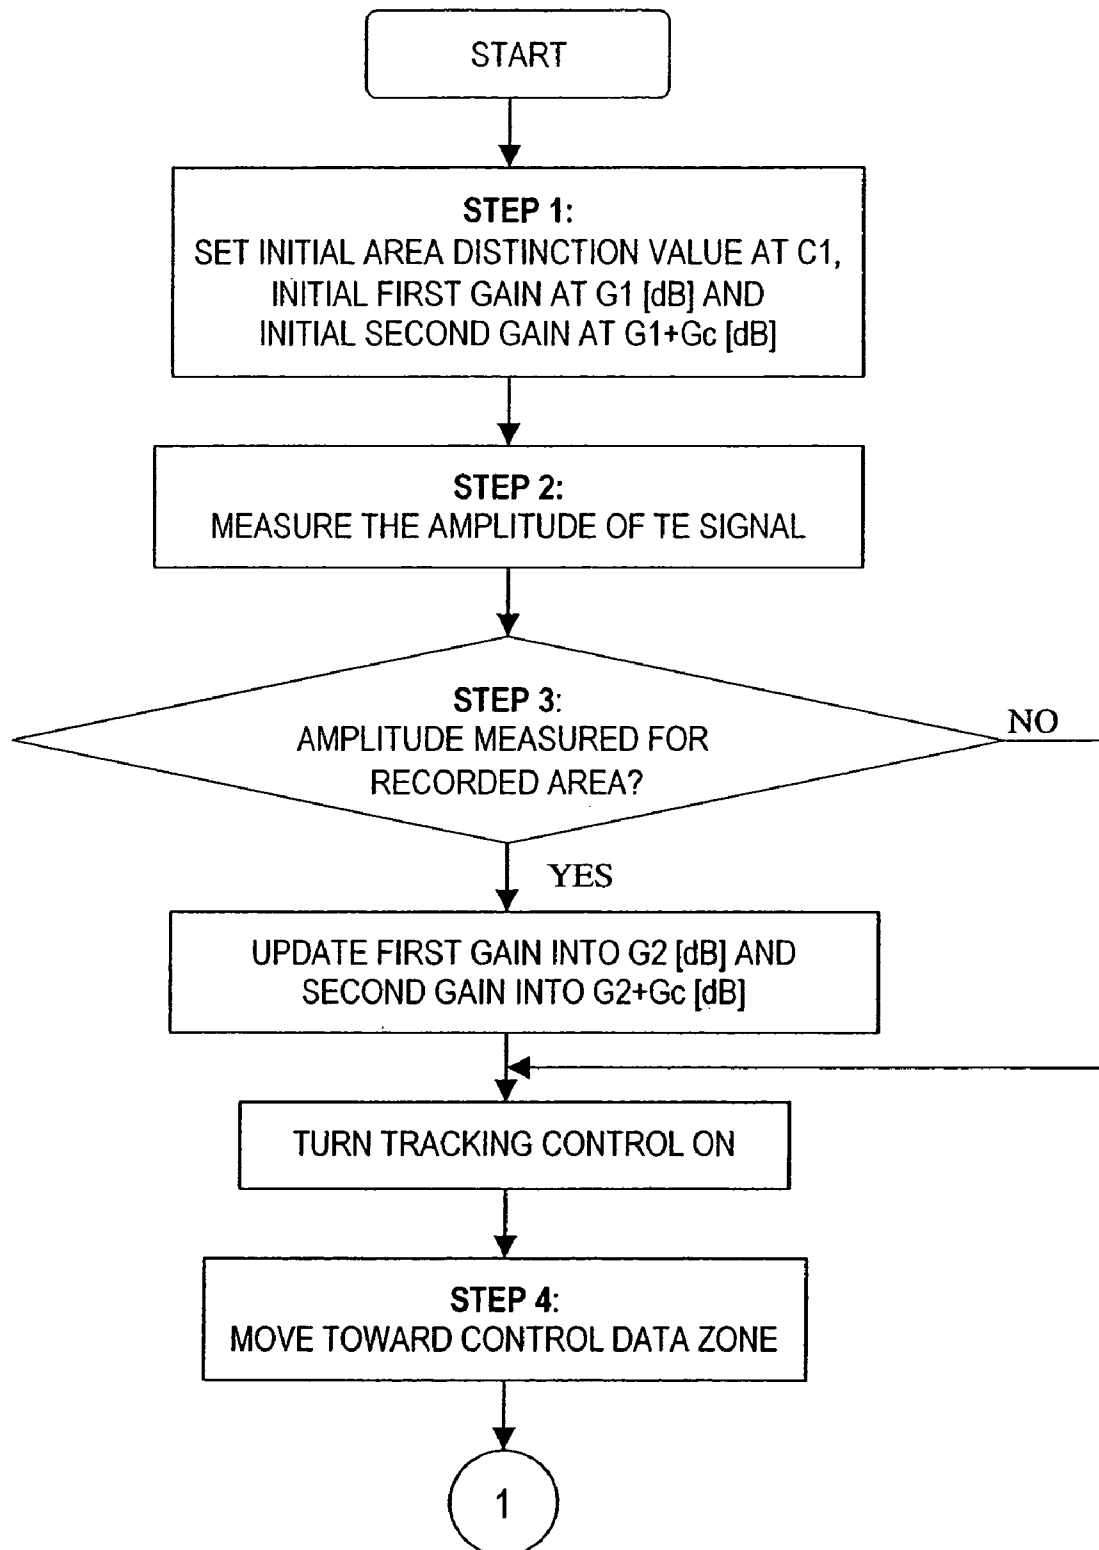 START
STEP 1:
SET INITIAL AREA DISTINCTION VALUE AT C1,
INITIAL FIRST GAIN AT G1 [dB] AND
INITIAL SECOND GAIN AT G1+Gc [dB]
STEP 2:
MEASURE THE AMPLITUDE OF TE SIGNAL
STEP 3:
AMPLITUDE MEASURED FOR
RECORDED AREA?
NO
YES
UPDATE FIRST GAIN INTO G2 [dB] AND
SECOND GAIN INTO G2+Gc [dB]
TURN TRACKING CONTROL ON
STEP 4:
MOVE TOWARD CONTROL DATA ZONE
1